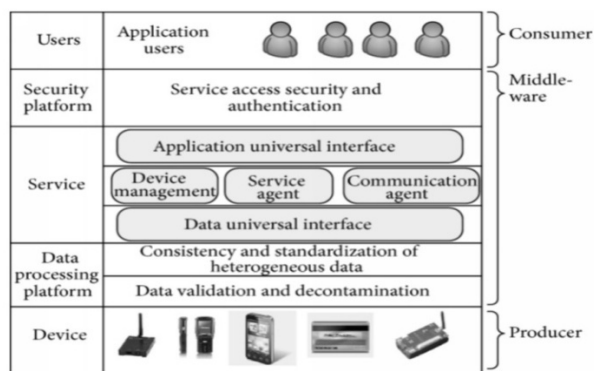 Users
Application
users
Consumer
Security
platform
Service access security and
authentication
Middle-
ware
Service
Application universal interface
Device
management
Service
agent
Communication
agent
Data universal interface
Data
processing
platform
Consistency and standardization of
heterogeneous data
Data validation and decontamination
Device
Producer